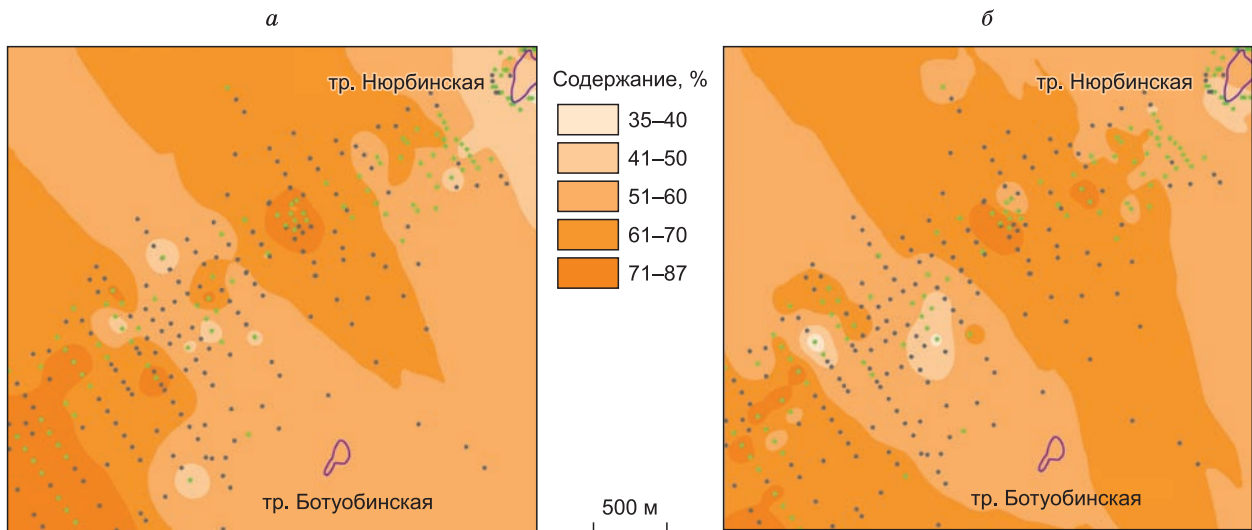 а
б
тр. Нюрбинская
Содержание, %
35–40
41–50
51–60
61–70
71–87
тр. Нюрбинская
тр. Ботуобинская
500 м
тр. Ботуобинская